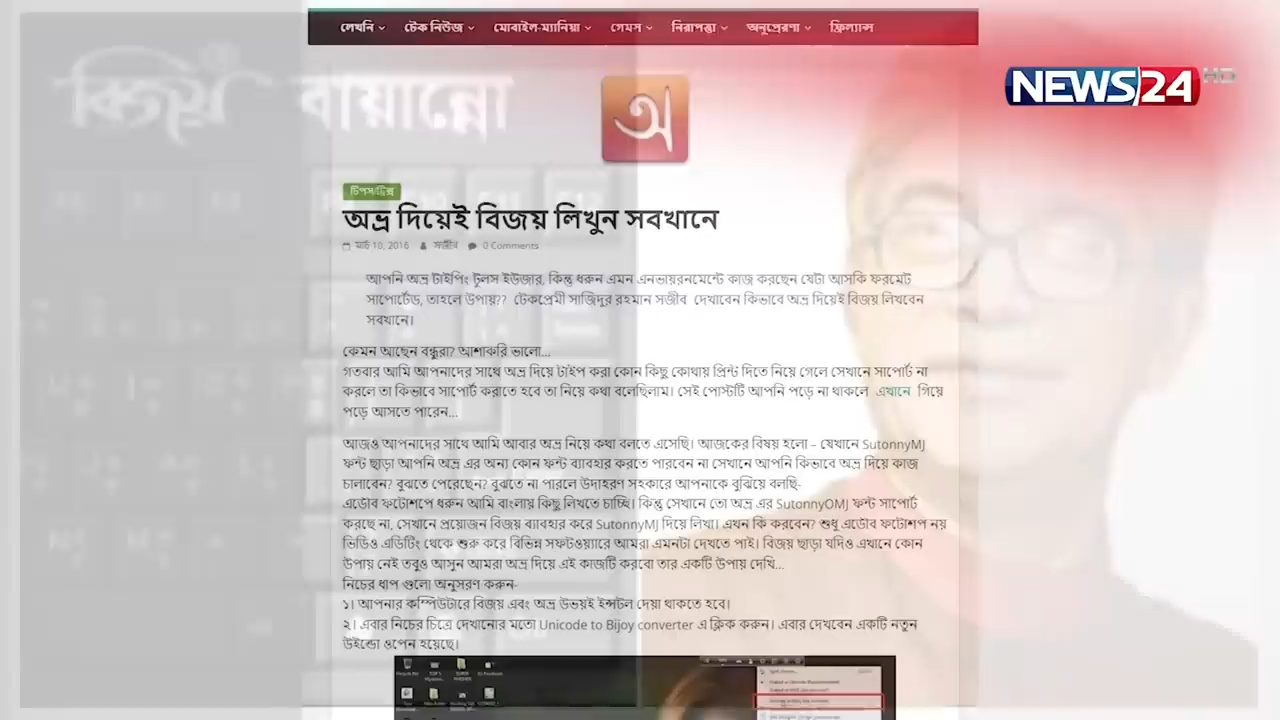 লেখনি টেক নিউজ মোবাইল-ম্যানিয়া গেমস নিরাপত্তা অনুপ্রেরণা ফ্রিল্যান্স
NEWS24 HD
বিজয় বায়ান্নো
অ
টিপস/ট্রিক্স
অভ্র দিয়েই বিজয় লিখুন সবখানে
মার্চ 10, 2016 সজীব 0 Comments
আপনি অভ্র টাইপিং টুলস ইউজার, কিন্তু ধরুন এমন এনভায়রনমেন্টে কাজ করছেন যেটা আসকি ফরমেট
সাপোর্টেড, তাহলে উপায়?? টেকপ্রেমী সাজিদুর রহমান সজীব দেখাবেন কিভাবে অভ্র দিয়েই বিজয় লিখবেন
সবখানে।
কেমন আছেন বন্ধুরা? আশাকরি ভালো...
গতবার আমি আপনাদের সাথে অভ্র দিয়ে টাইপ করা কোন কিছু কোথায় প্রিন্ট দিতে নিয়ে গেলে সেখানে সাপোর্ট না
করলে তা কিভাবে সাপোর্ট করাতে হবে তা নিয়ে কথা বলেছিলাম। সেই পোস্টটি আপনি পড়ে না থাকলে এখানে গিয়ে
পড়ে আসতে পারেন...
আজও আপনাদের সাথে আমি আবার অভ্র নিয়ে কথা বলতে এসেছি। আজকের বিষয় হলো – যেখানে SutonnyMJ
ফন্ট ছাড়া আপনি অভ্র এর অন্য কোন ফন্ট ব্যাবহার করতে পারবেন না সেখানে আপনি কিভাবে অভ্র দিয়ে কাজ
চালাবেন? বুঝতে পেরেছেন? বুঝতে না পারলে উদাহরণ সহকারে আপনাকে বুঝিয়ে বলছি-
এডৌব ফটোশপে ধরুন আমি বাংলায় কিছু লিখতে চাচ্ছি। কিন্তু সেখানে তো অভ্র এর SutonnyOMJ ফন্ট সাপোর্ট
করছে না, সেখানে প্রয়োজন বিজয় ব্যাবহার করে SutonnyMJ দিয়ে লিখা। এখন কি করবেন? শুধু এডৌব ফটোশপ নয়
ভিডিও এডিটিং থেকে শুরু করে বিভিন্ন সফটওয়্যারে আমরা এমনটা দেখতে পাই। বিজয় ছাড়া যদিও এখানে কোন
উপায় নেই তবুও আসুন আমরা অভ্র দিয়ে এই কাজটি করবো তার একটি উপায় দেখি...
নিচের ধাপ গুলো অনুসরণ করুন-
১। আপনার কম্পিউটারে বিজয় এবং অভ্র উভয়ই ইন্সটল দেয়া থাকতে হবে।
২। এবার নিচের চিত্রে দেখানোর মতো Unicode to Bijoy converter এ ক্লিক করুন। এবার দেখবেন একটি নতুন
উইন্ডো ওপেন হয়েছে।